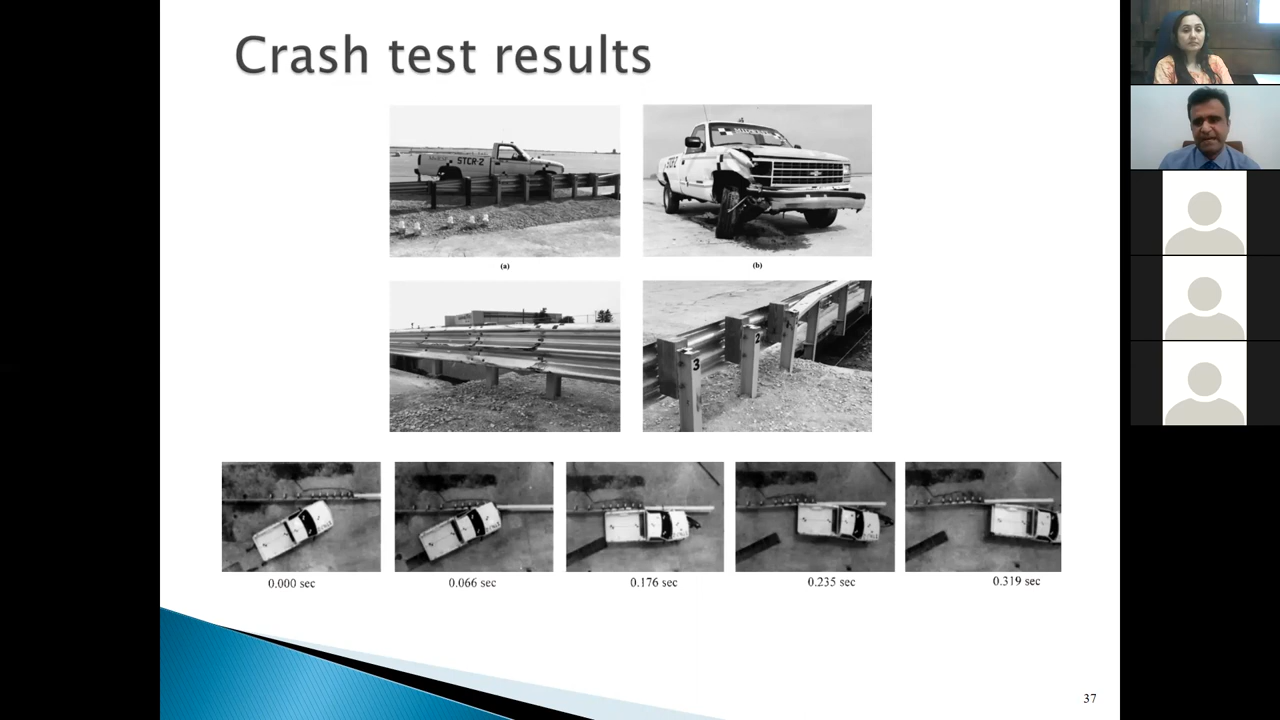 Crash test results
STCR-2
(a)
(b)
3
2
0.000 sec
0.066 sec
0.176 sec
0.235 sec
0.319 sec
37